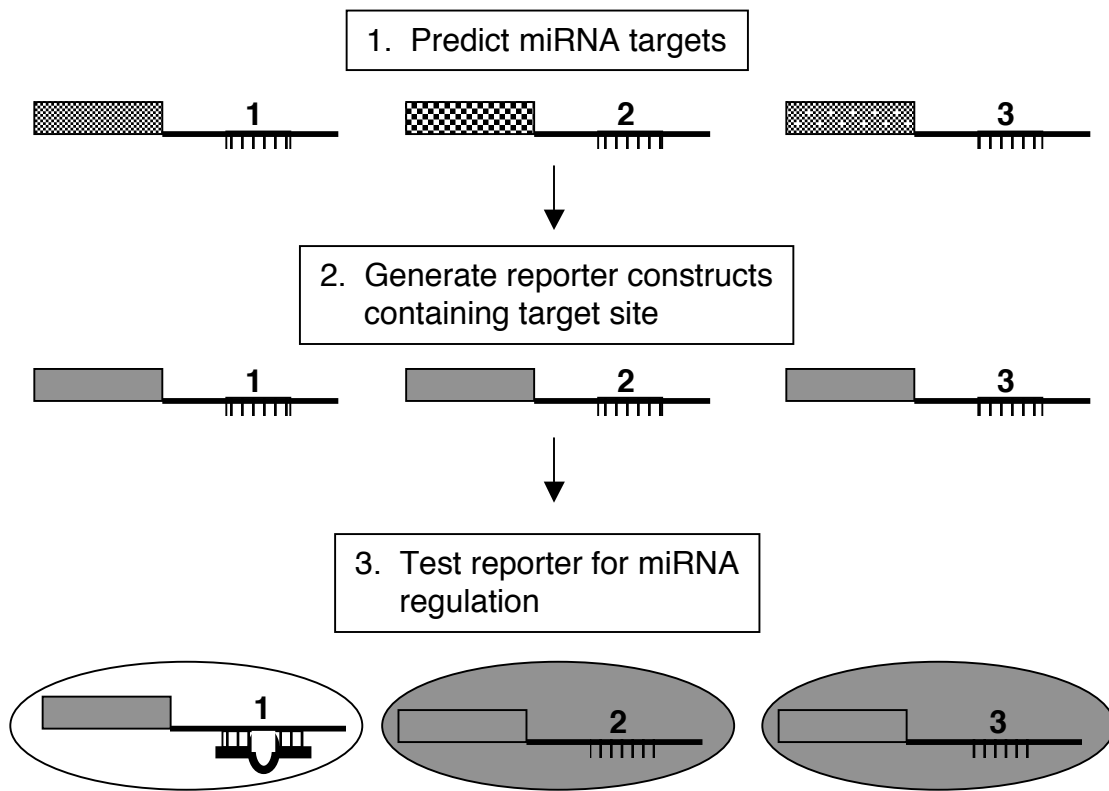 1. Predict miRNA targets
1 2 3
2. Generate reporter constructs
containing target site
1 2 3
3. Test reporter for miRNA
regulation
1 2 3